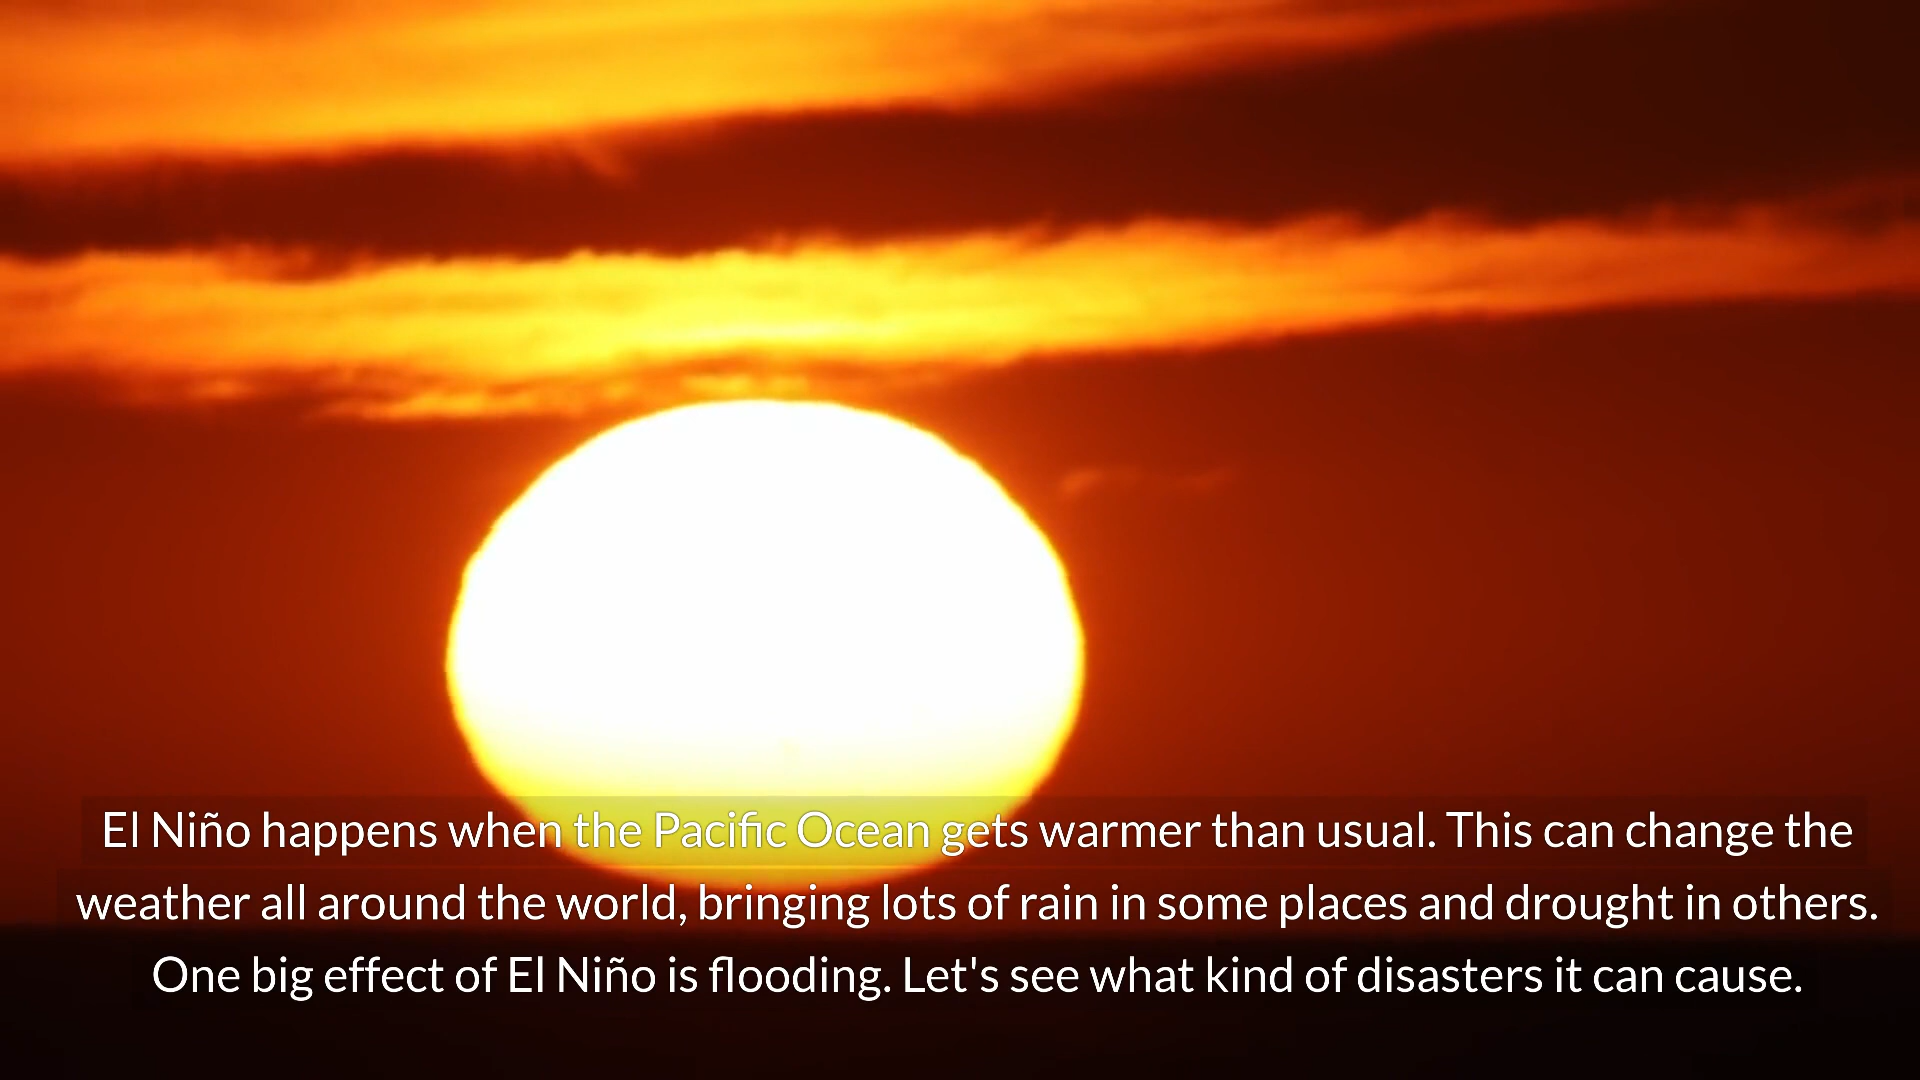 El Niño happens when the Pacific Ocean gets warmer than usual. This can change the
weather all around the world, bringing lots of rain in some places and drought in others.
One big effect of El Niño is flooding. Let's see what kind of disasters it can cause.